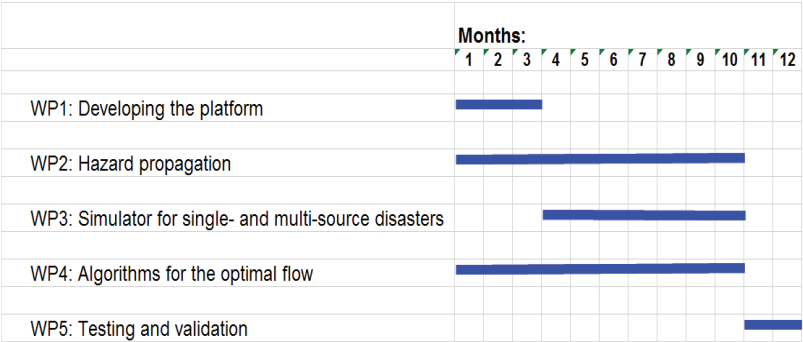 Months:
1 2 3 4 5 6 7 8 9 10 11 12
WP1: Developing the platform
WP2: Hazard propagation
WP3: Simulator for single- and multi-source disasters
WP4: Algorithms for the optimal flow
WP5: Testing and validation